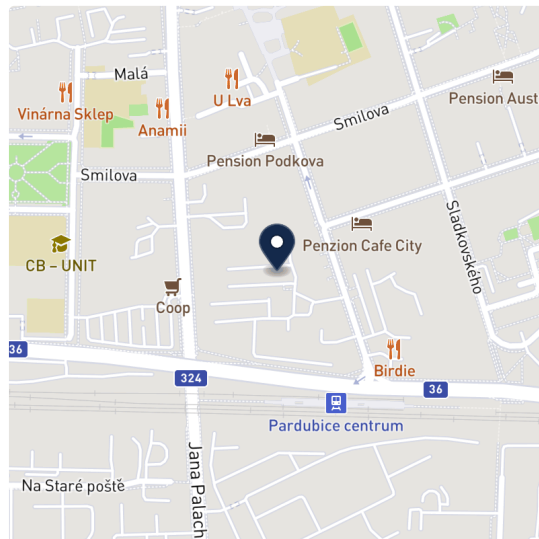 Malá
U Lva
Pension Aust
Vinárna Sklep
Anamii
Smilova
Pension Podkova
Smilova
Sladkovského
Penzion Cafe City
CB – UNIT
Coop
36
324
Birdie
36
Pardubice centrum
Jana Palach
Na Staré poště